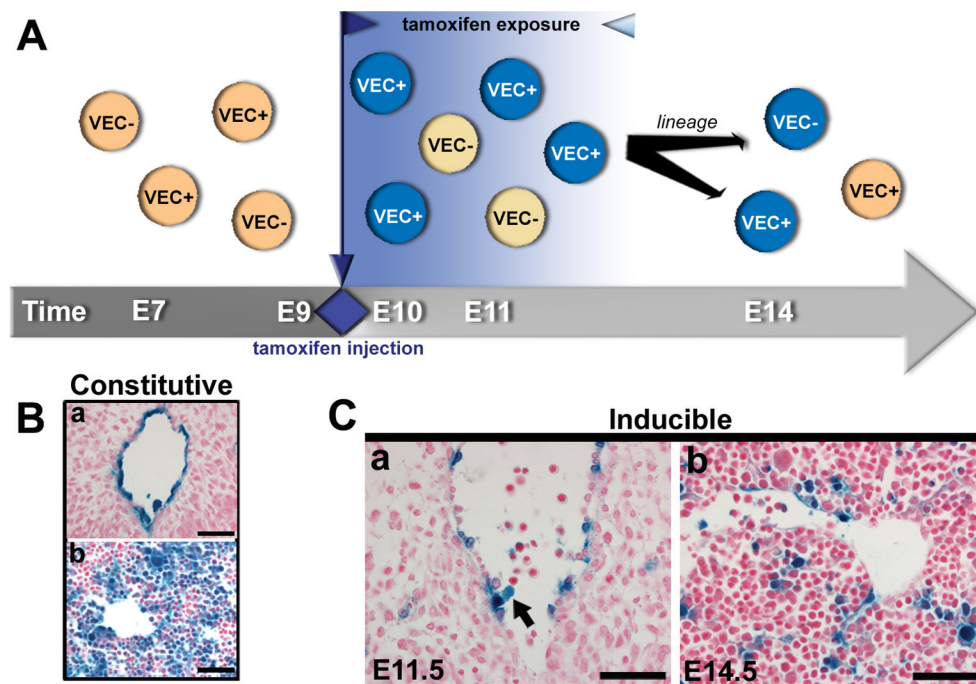 A
tamoxifen exposure
VEC-
VEC+
VEC+
VEC-
VEC+
VEC+
VEC-
VEC+
VEC+
VEC-
lineage
VEC-
VEC+
VEC+
Time E7 E9 E10 E11 E14
tamoxifen injection
B
Constitutive
a
b
C
Inducible
a
E11.5
b
E14.5